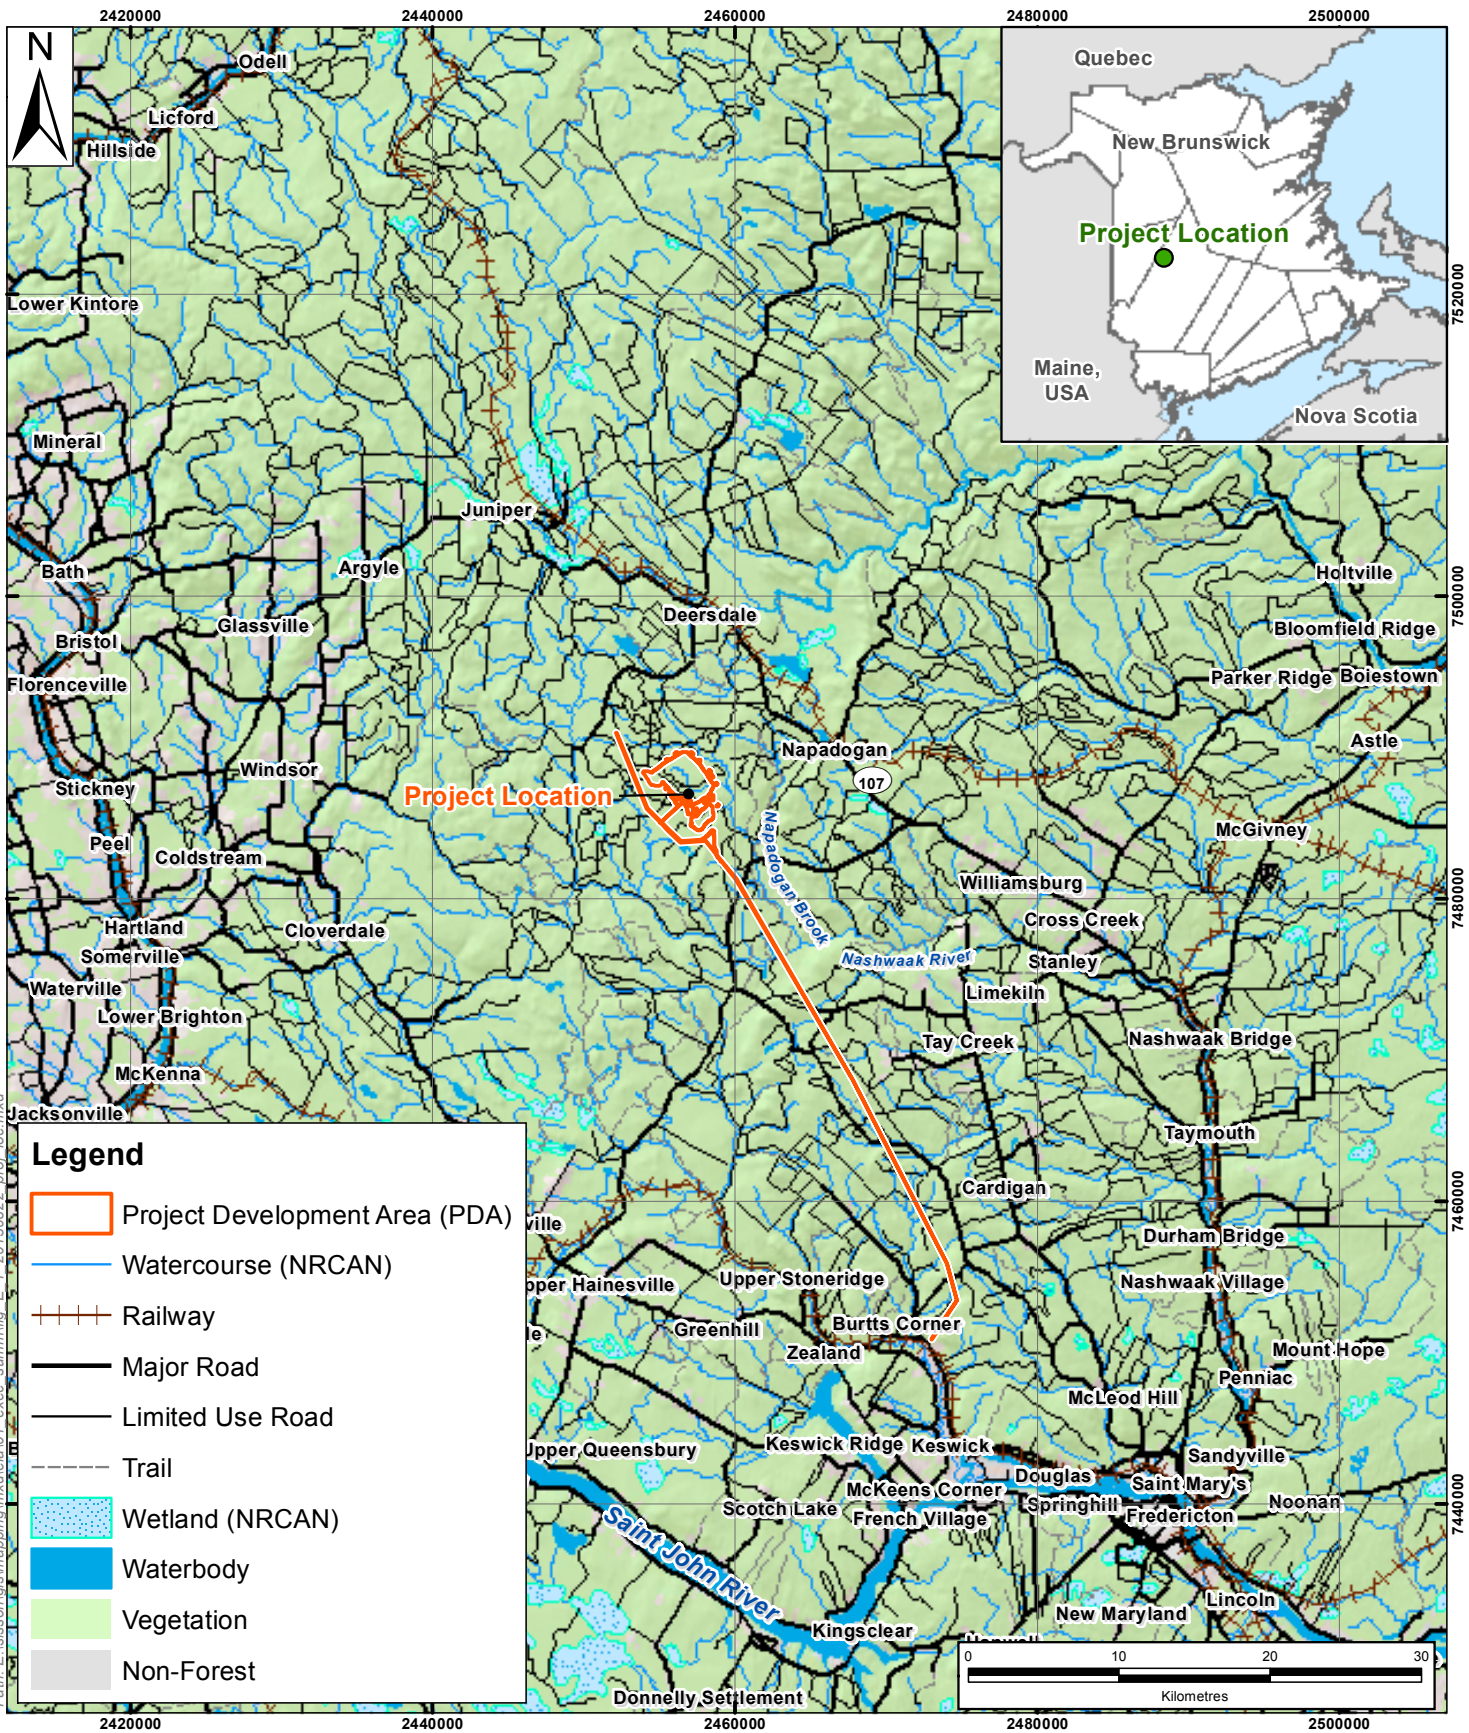 2420000
2440000
2460000
2480000
2500000
N
Quebec
New Brunswick
Project Location
Maine,
USA
Nova Scotia
7520000
7500000
7480000
7460000
7440000
Odell
Licford
Hillside
Lower Kintore
Mineral
Juniper
Bath
Argyle
Holtville
Deersdale
Glassville
Bristol
Bloomfield Ridge
Florenceville
Parker Ridge
Boiestown
Napadogan
Astle
Windsor
107
Stickney
Project Location
Napadogan Brook
McGivney
Peel
Coldstream
Williamsburg
Cross Creek
Hartland
Cloverdale
Somerville
Nashwaak River
Stanley
Waterville
Limekiln
Lower Brighton
Tay Creek
Nashwaak Bridge
McKenna
Jacksonville
Taymouth
Cardigan
ville
Durham Bridge
Upper Stoneridge
Nashwaak Village
pper Hainesville
Burtts Corner
Greenhill
le
Zealand
Mount Hope
Penniac
McLeod Hill
Upper Queensbury
Keswick Ridge
Keswick
Sandyville
Douglas
Saint Mary's
McKeens Corner
Scotch Lake
French Village
Springhill
Fredericton
Noonan
Saint John River
Lincoln
New Maryland
Kingsclear
Donnelly Settlement
Legend
Project Development Area (PDA)
Watercourse (NRCAN)
Railway
Major Road
Limited Use Road
Trail
Wetland (NRCAN)
Waterbody
Vegetation
Non-Forest
0
10
20
30
Kilometres
2420000
2440000
2460000
2480000
2500000